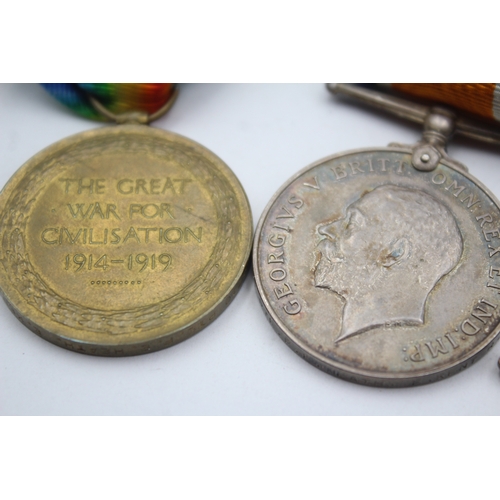 THE GREAT
WAR FOR
CIVILISATION
1914-1919
GEORGIVS V BRITT: OMN: REX ET IND: IMP: